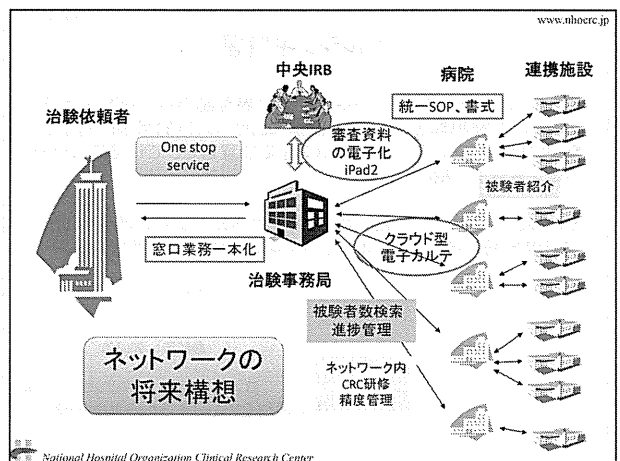 www.nhocrc.jp
中央IRB
病院
連携施設
治験依頼者
統一SOP、書式
One stop
service
審査資料
の電子化
iPad2
被験者紹介
窓口業務一本化
治験事務局
クラウド型
電子カルテ
被験者数検索
進捗管理
ネットワークの
将来構想
ネットワーク内
CRC研修
精度管理
National Hospital Organization Clinical Research Center